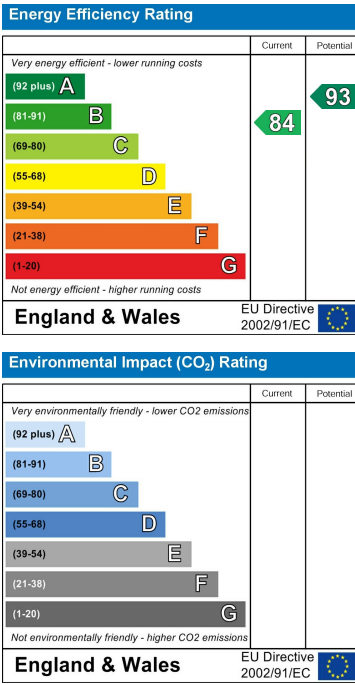 Energy Efficiency Rating
Current Potential
Very energy efficient - lower running costs
(92 plus) A
93
(81-91) B
84
(69-80) C
(55-68) D
(39-54) E
(21-38) F
(1-20) G
Not energy efficient - higher running costs
England & Wales
EU Directive
2002/91/EC
Environmental Impact (CO₂) Rating
Current Potential
Very environmentally friendly - lower CO2 emissions
(92 plus) A
(81-91) B
(69-80) C
(55-68) D
(39-54) E
(21-38) F
(1-20) G
Not environmentally friendly - higher CO2 emissions
England & Wales
EU Directive
2002/91/EC